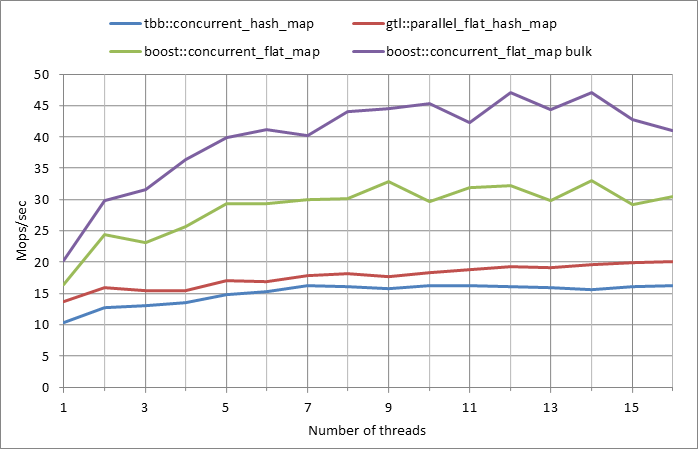 tbb::concurrent_hash_map gtl::parallel_flat_hash_map
boost::concurrent_flat_map boost::concurrent_flat_map bulk
50
45
40
35
30
25
20
15
10
5
0
Mops/sec
1 3 5 7 9 11 13 15
Number of threads